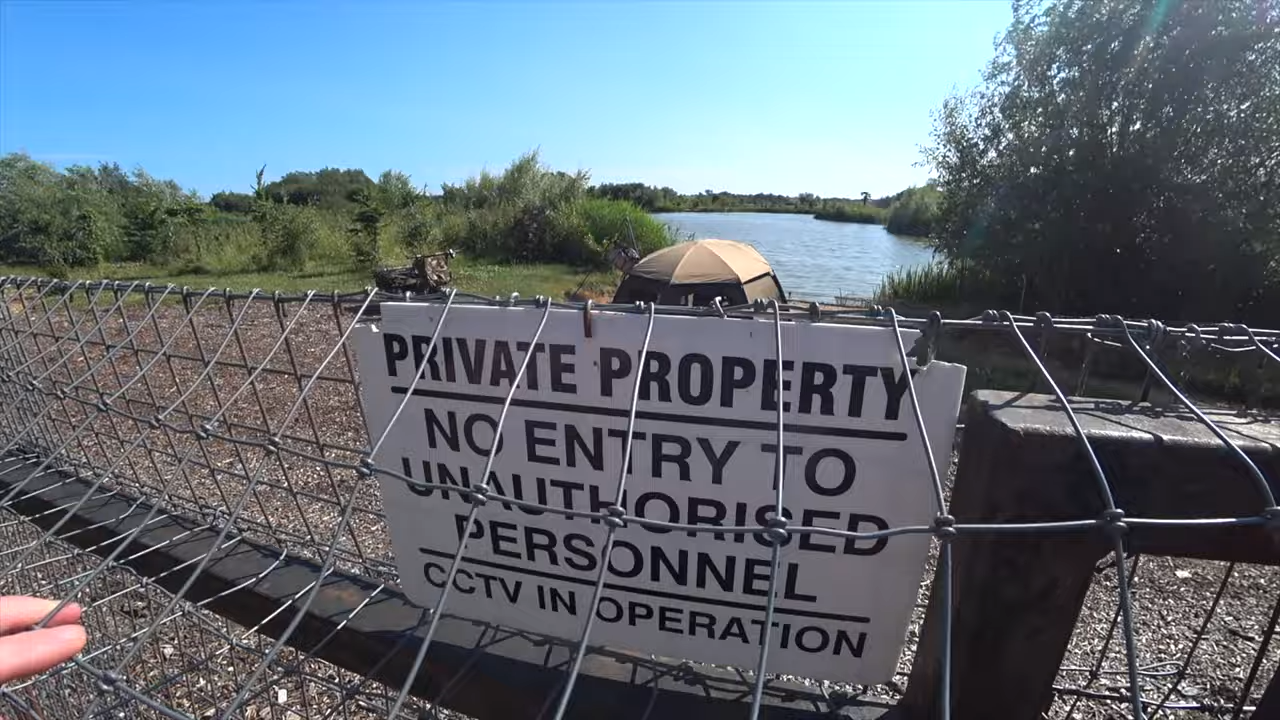 PRIVATE PROPERTY
NO ENTRY TO
UNAUTHORISED
PERSONNEL
CCTV IN OPERATION